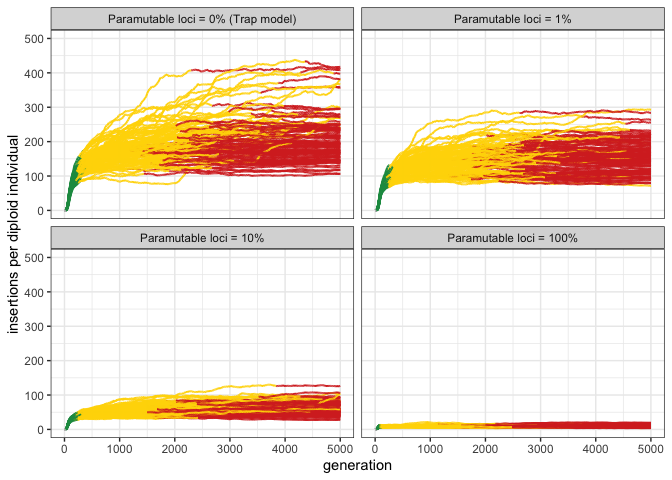 Paramutable loci = 0% (Trap model)
Paramutable loci = 1%
500
400
300
200
100
0
Paramutable loci = 10%
Paramutable loci = 100%
500
400
300
200
100
0
0 1000 2000 3000 4000 5000
0 1000 2000 3000 4000 5000
generation
insertions per diploid individual